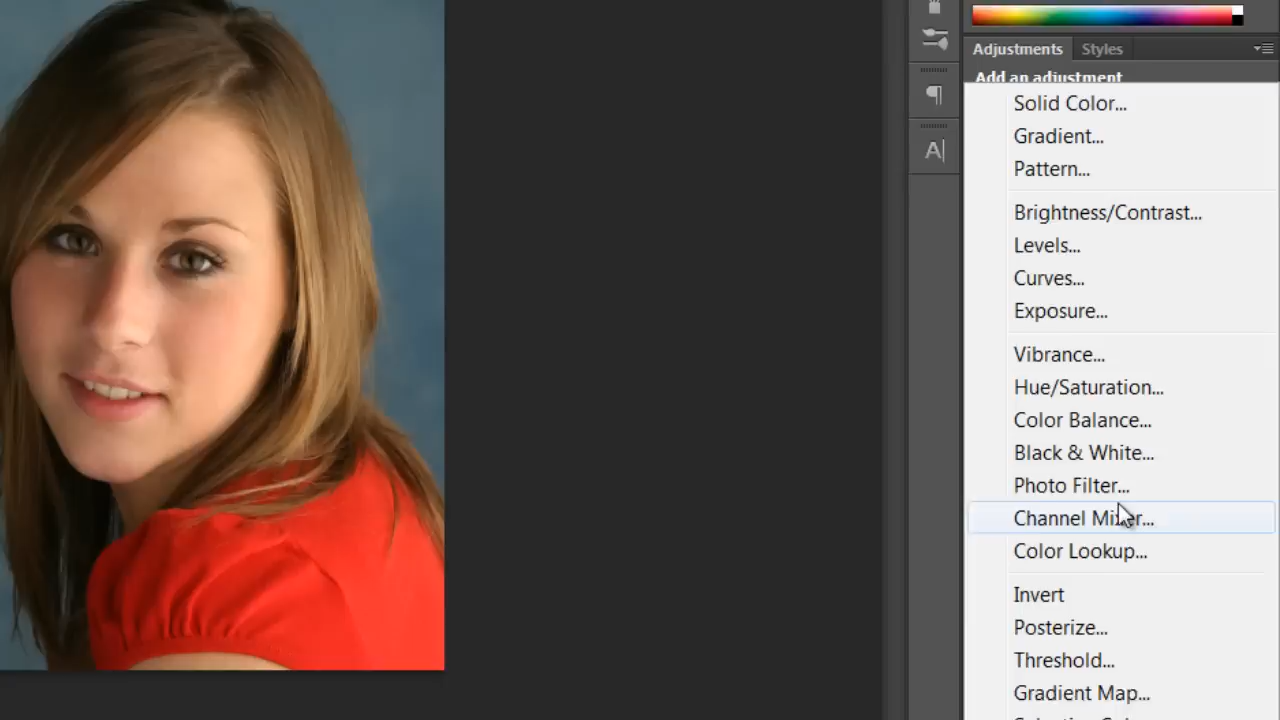 Adjustments Styles
Add an adjustment
Solid Color...
Gradient...
Pattern...
Brightness/Contrast...
Levels...
Curves...
Exposure...
Vibrance...
Hue/Saturation...
Color Balance...
Black & White...
Photo Filter...
Channel Mixer...
Color Lookup...
Invert
Posterize...
Threshold...
Gradient Map...